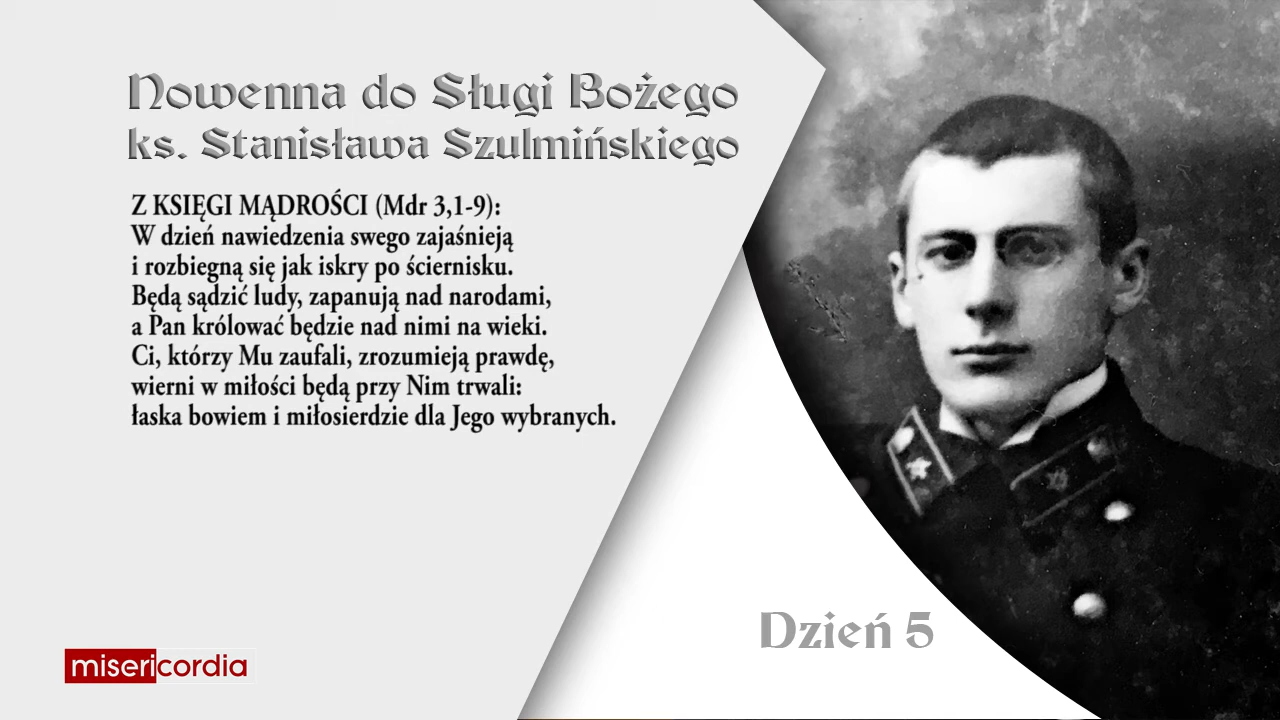 Nowenna do Sługi Bożego
ks. Stanisława Szulmińskiego
Z KSIĘGI MĄDROŚCI (Mdr 3,1-9):
W dzień nawiedzenia swego zajaśnieją
i rozbiegną się jak iskry po ściernisku.
Będą sądzić ludy, zapanują nad narodami,
a Pan królować będzie nad nimi na wieki.
Ci, którzy Mu zaufali, zrozumieją prawdę,
wierni w miłości będą przy Nim trwali:
łaska bowiem i miłosierdzie dla Jego wybranych.
Dzień 5
misericordia